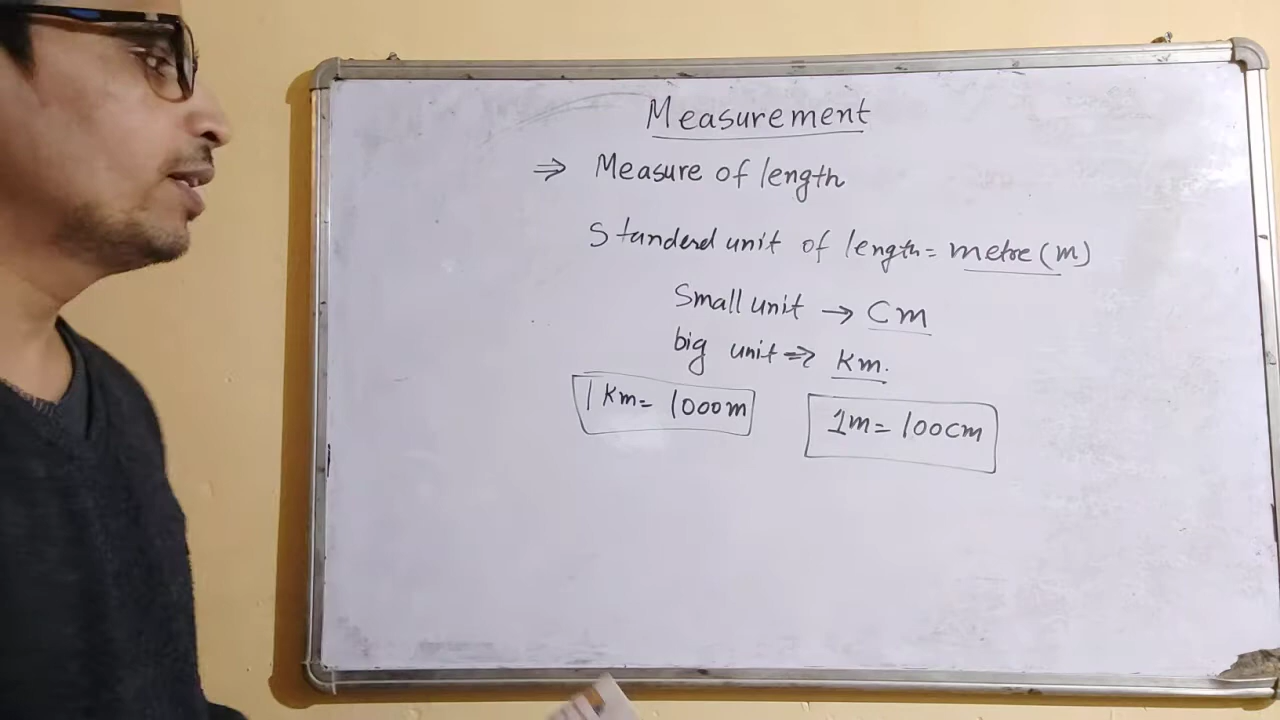 Measurement
⇒ Measure of length
Standerd unit of length = metre (m)
Small unit → Cm
big unit ⇒ km.
1 Km = 1000m
1m = 100cm